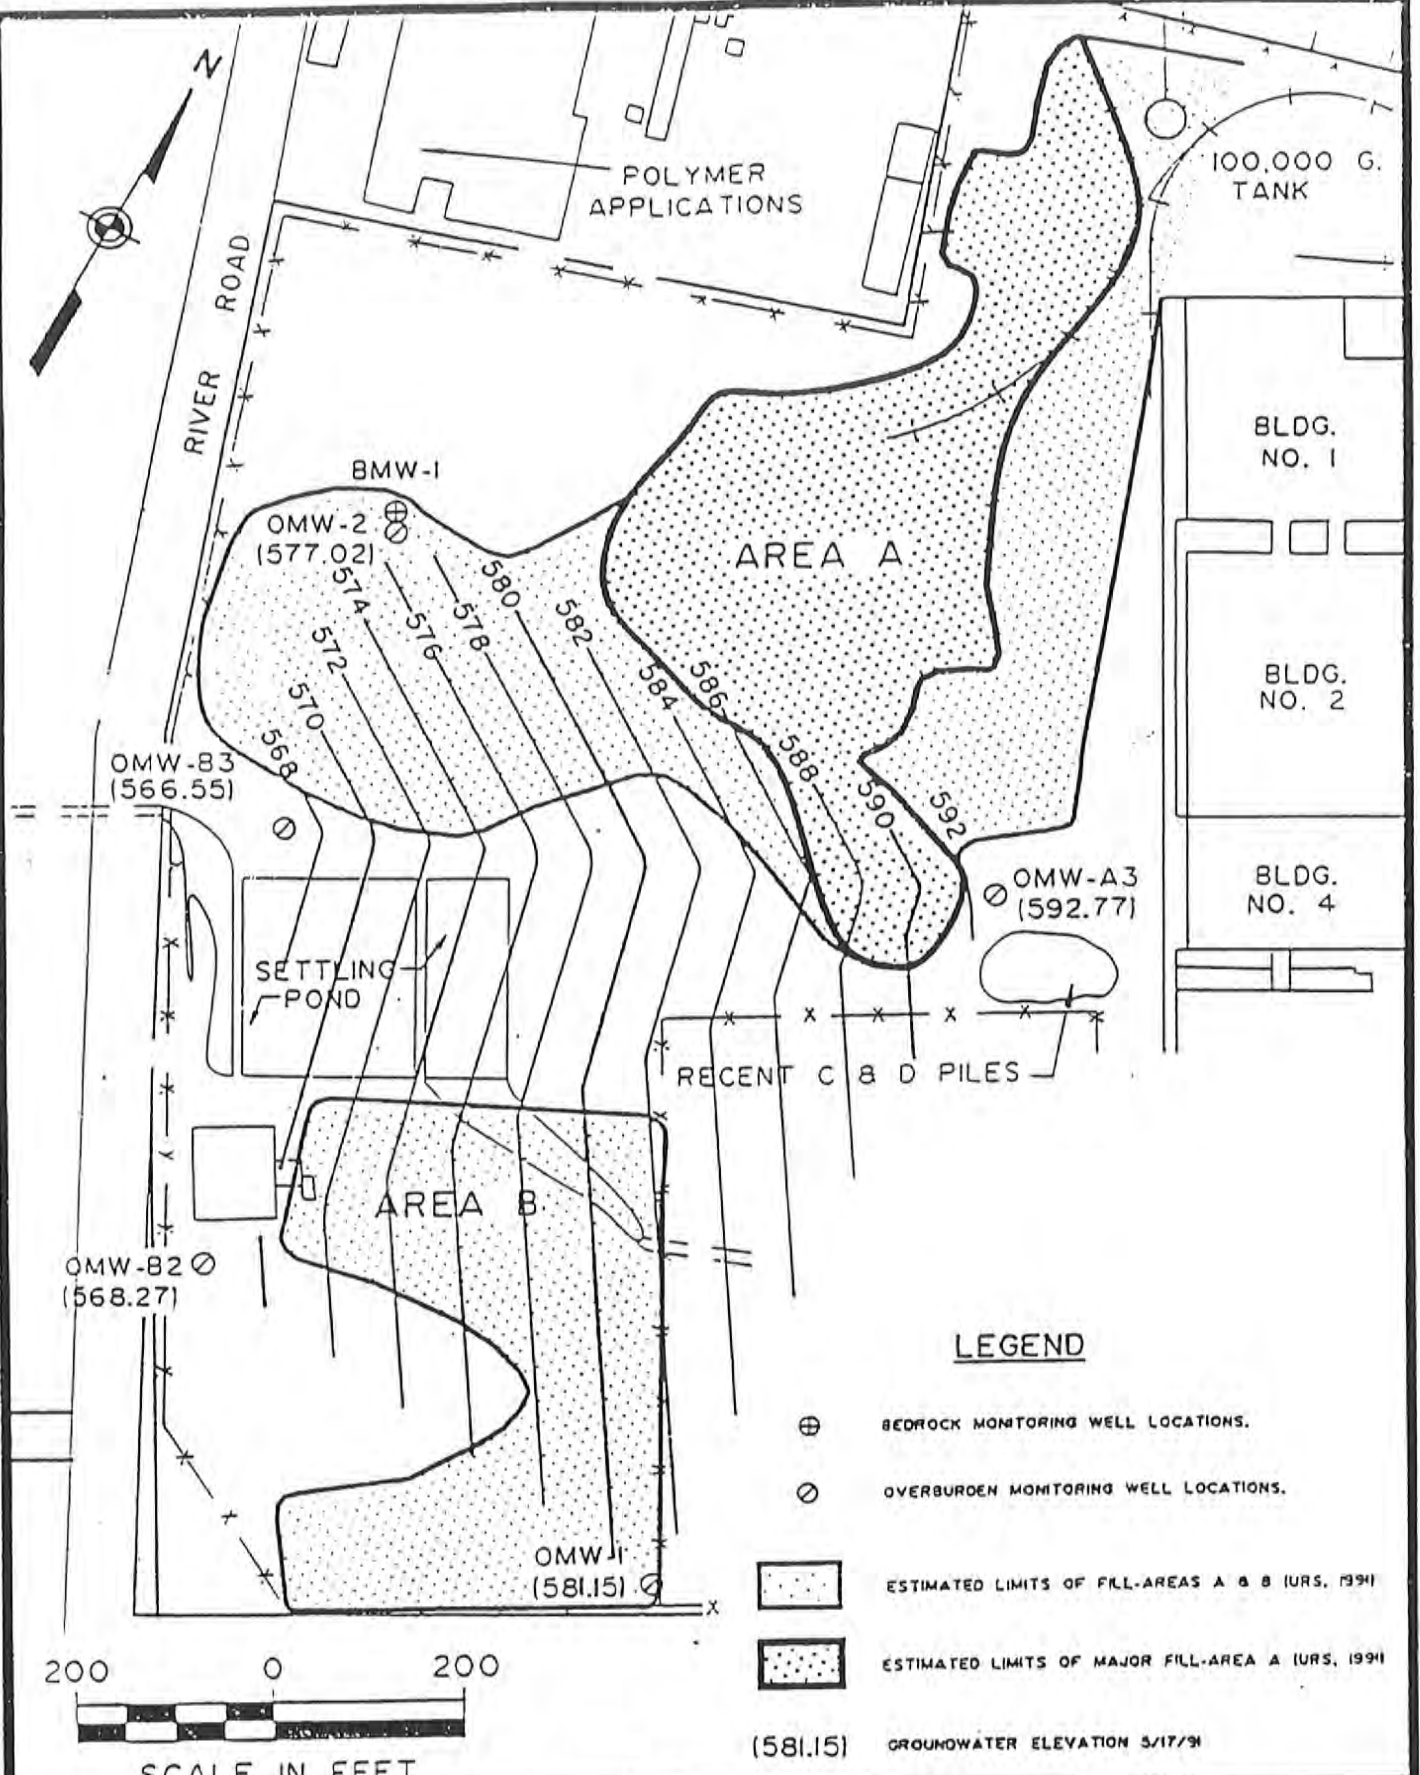 N
POLYMER
APPLICATIONS
100,000 G.
TANK
RIVER ROAD
BLDG.
NO. 1
BMW-1
OMW-2
(577.02)
AREA A
574
576
578
580
582
572
570
568
584
586
588
590
592
BLDG.
NO. 2
OMW-B3
(566.55)
OMW-A3
(592.77)
BLDG.
NO. 4
SETTLING
POND
RECENT C & D PILES
AREA B
OMW-B2
(568.27)
LEGEND
BEDROCK MONITORING WELL LOCATIONS.
OVERBURDEN MONITORING WELL LOCATIONS.
OMW-1
(581.15)
ESTIMATED LIMITS OF FILL-AREAS A & B (URS, 1991)
ESTIMATED LIMITS OF MAJOR FILL-AREA A (URS, 1991)
200 0 200
SCALE IN FEET
(581.15) GROUNDWATER ELEVATION 5/17/91